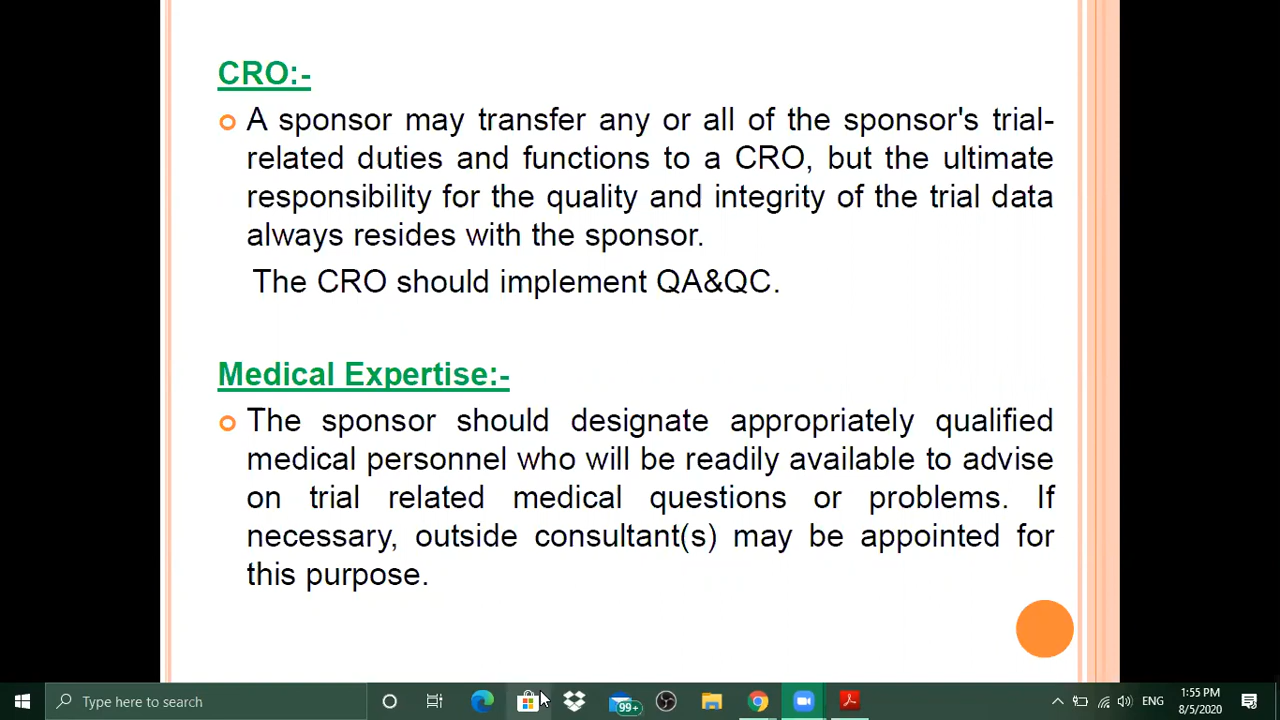 CRO:-
A sponsor may transfer any or all of the sponsor's trial-
related duties and functions to a CRO, but the ultimate
responsibility for the quality and integrity of the trial data
always resides with the sponsor.
The CRO should implement QA&QC.
Medical Expertise:-
The sponsor should designate appropriately qualified
medical personnel who will be readily available to advise
on trial related medical questions or problems. If
necessary, outside consultant(s) may be appointed for
this purpose.
Type here to search
99+
ENG
1:55 PM
8/5/2020